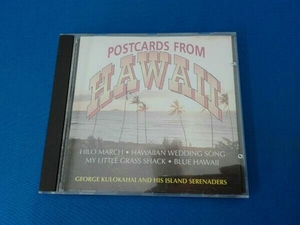 POSTCARDS FROM
HAWAII
HILO MARCH • HAWAIIAN WEDDING SONG
MY LITTLE GRASS SHACK • BLUE HAWAII
GEORGE KULOKAHAI AND HIS ISLAND SERENADERS